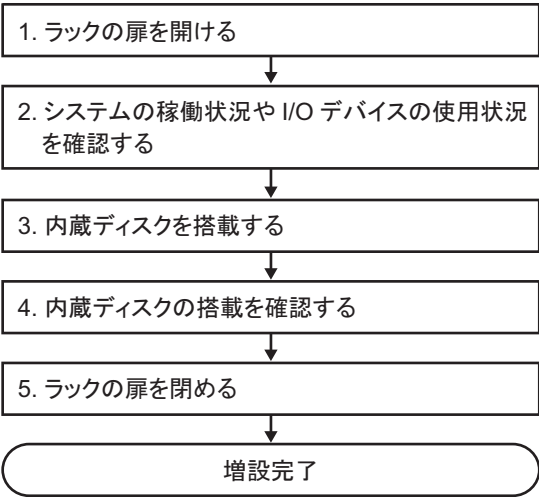 1. ラックの扉を開ける
2. システムの稼働状況や I/O デバイスの使用状況
を確認する
3. 内蔵ディスクを搭載する
4. 内蔵ディスクの搭載を確認する
5. ラックの扉を閉める
増設完了